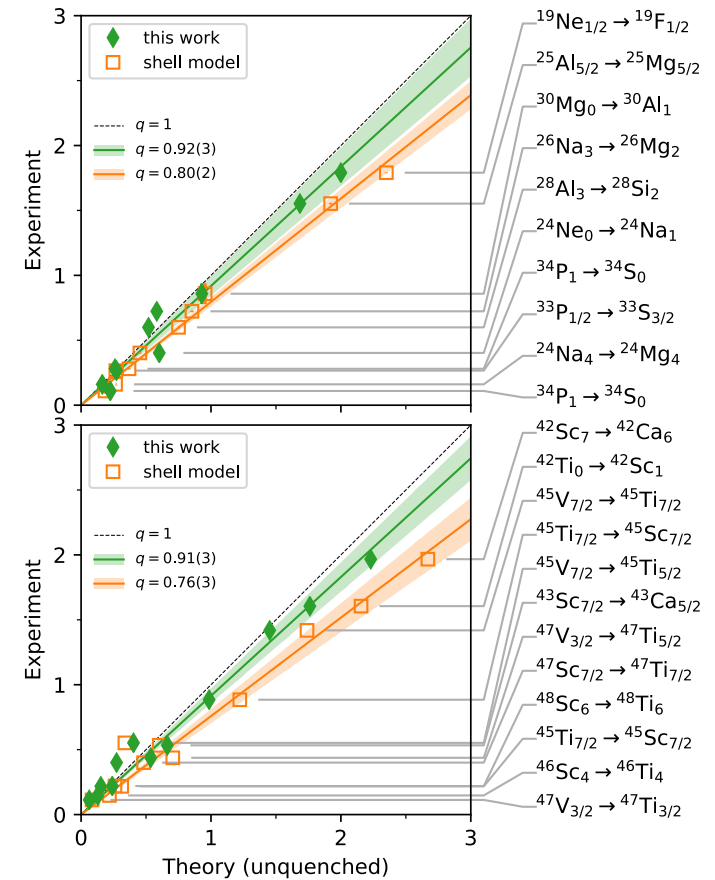 3
this work
shell model
q = 1
q = 0.92(3)
q = 0.80(2)
2
1
0
Experiment
¹⁹Ne₁/₂ → ¹⁹F₁/₂
²⁵Al₅/₂ → ²⁵Mg₅/₂
³⁰Mg₀ → ³⁰Al₁
²⁶Na₃ → ²⁶Mg₂
²⁸Al₃ → ²⁸Si₂
²⁴Ne₀ → ²⁴Na₁
³⁴P₁ → ³⁴S₀
³³P₁/₂ → ³³S₃/₂
²⁴Na₄ → ²⁴Mg₄
³⁴P₁ → ³⁴S₀
3
this work
shell model
q = 1
q = 0.91(3)
q = 0.76(3)
2
1
0
Experiment
0 1 2 3
Theory (unquenched)
⁴²Sc₇ → ⁴²Ca₆
⁴²Ti₀ → ⁴²Sc₁
⁴⁵V₇/₂ → ⁴⁵Ti₇/₂
⁴⁵Ti₇/₂ → ⁴⁵Sc₇/₂
⁴⁵V₇/₂ → ⁴⁵Ti₅/₂
⁴³Sc₇/₂ → ⁴³Ca₅/₂
⁴⁷V₃/₂ → ⁴⁷Ti₅/₂
⁴⁷Sc₇/₂ → ⁴⁷Ti₇/₂
⁴⁸Sc₆ → ⁴⁸Ti₆
⁴⁵Ti₇/₂ → ⁴⁵Sc₇/₂
⁴⁶Sc₄ → ⁴⁶Ti₄
⁴⁷V₃/₂ → ⁴⁷Ti₃/₂